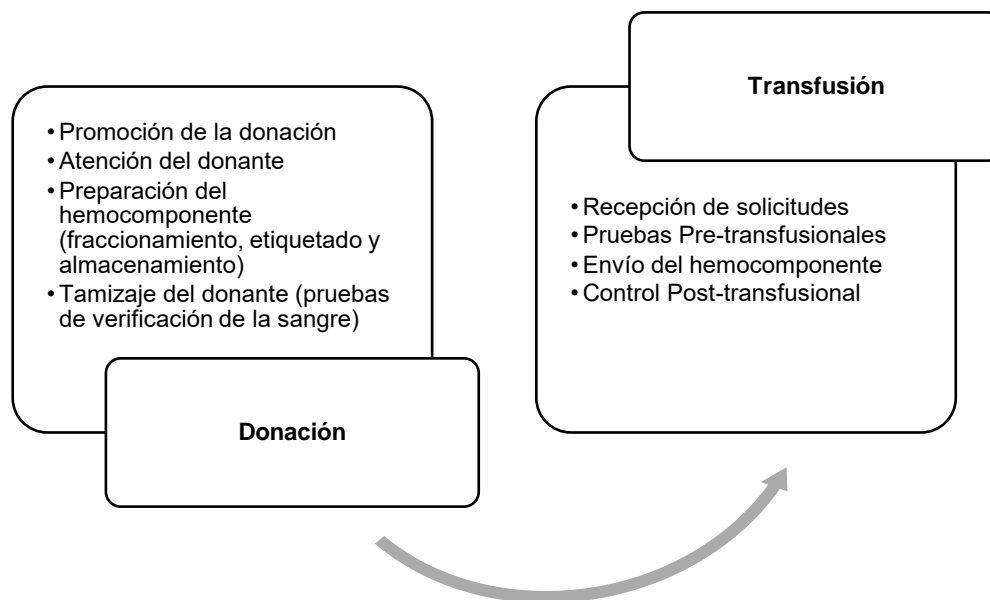 • Promoción de la donación
• Atención del donante
• Preparación del
hemocomponente
(fraccionamiento, etiquetado y
almacenamiento)
• Tamizaje del donante (pruebas
de verificación de la sangre)
Donación
Transfusión
• Recepción de solicitudes
• Pruebas Pre-transfusionales
• Envío del hemocomponente
• Control Post-transfusional